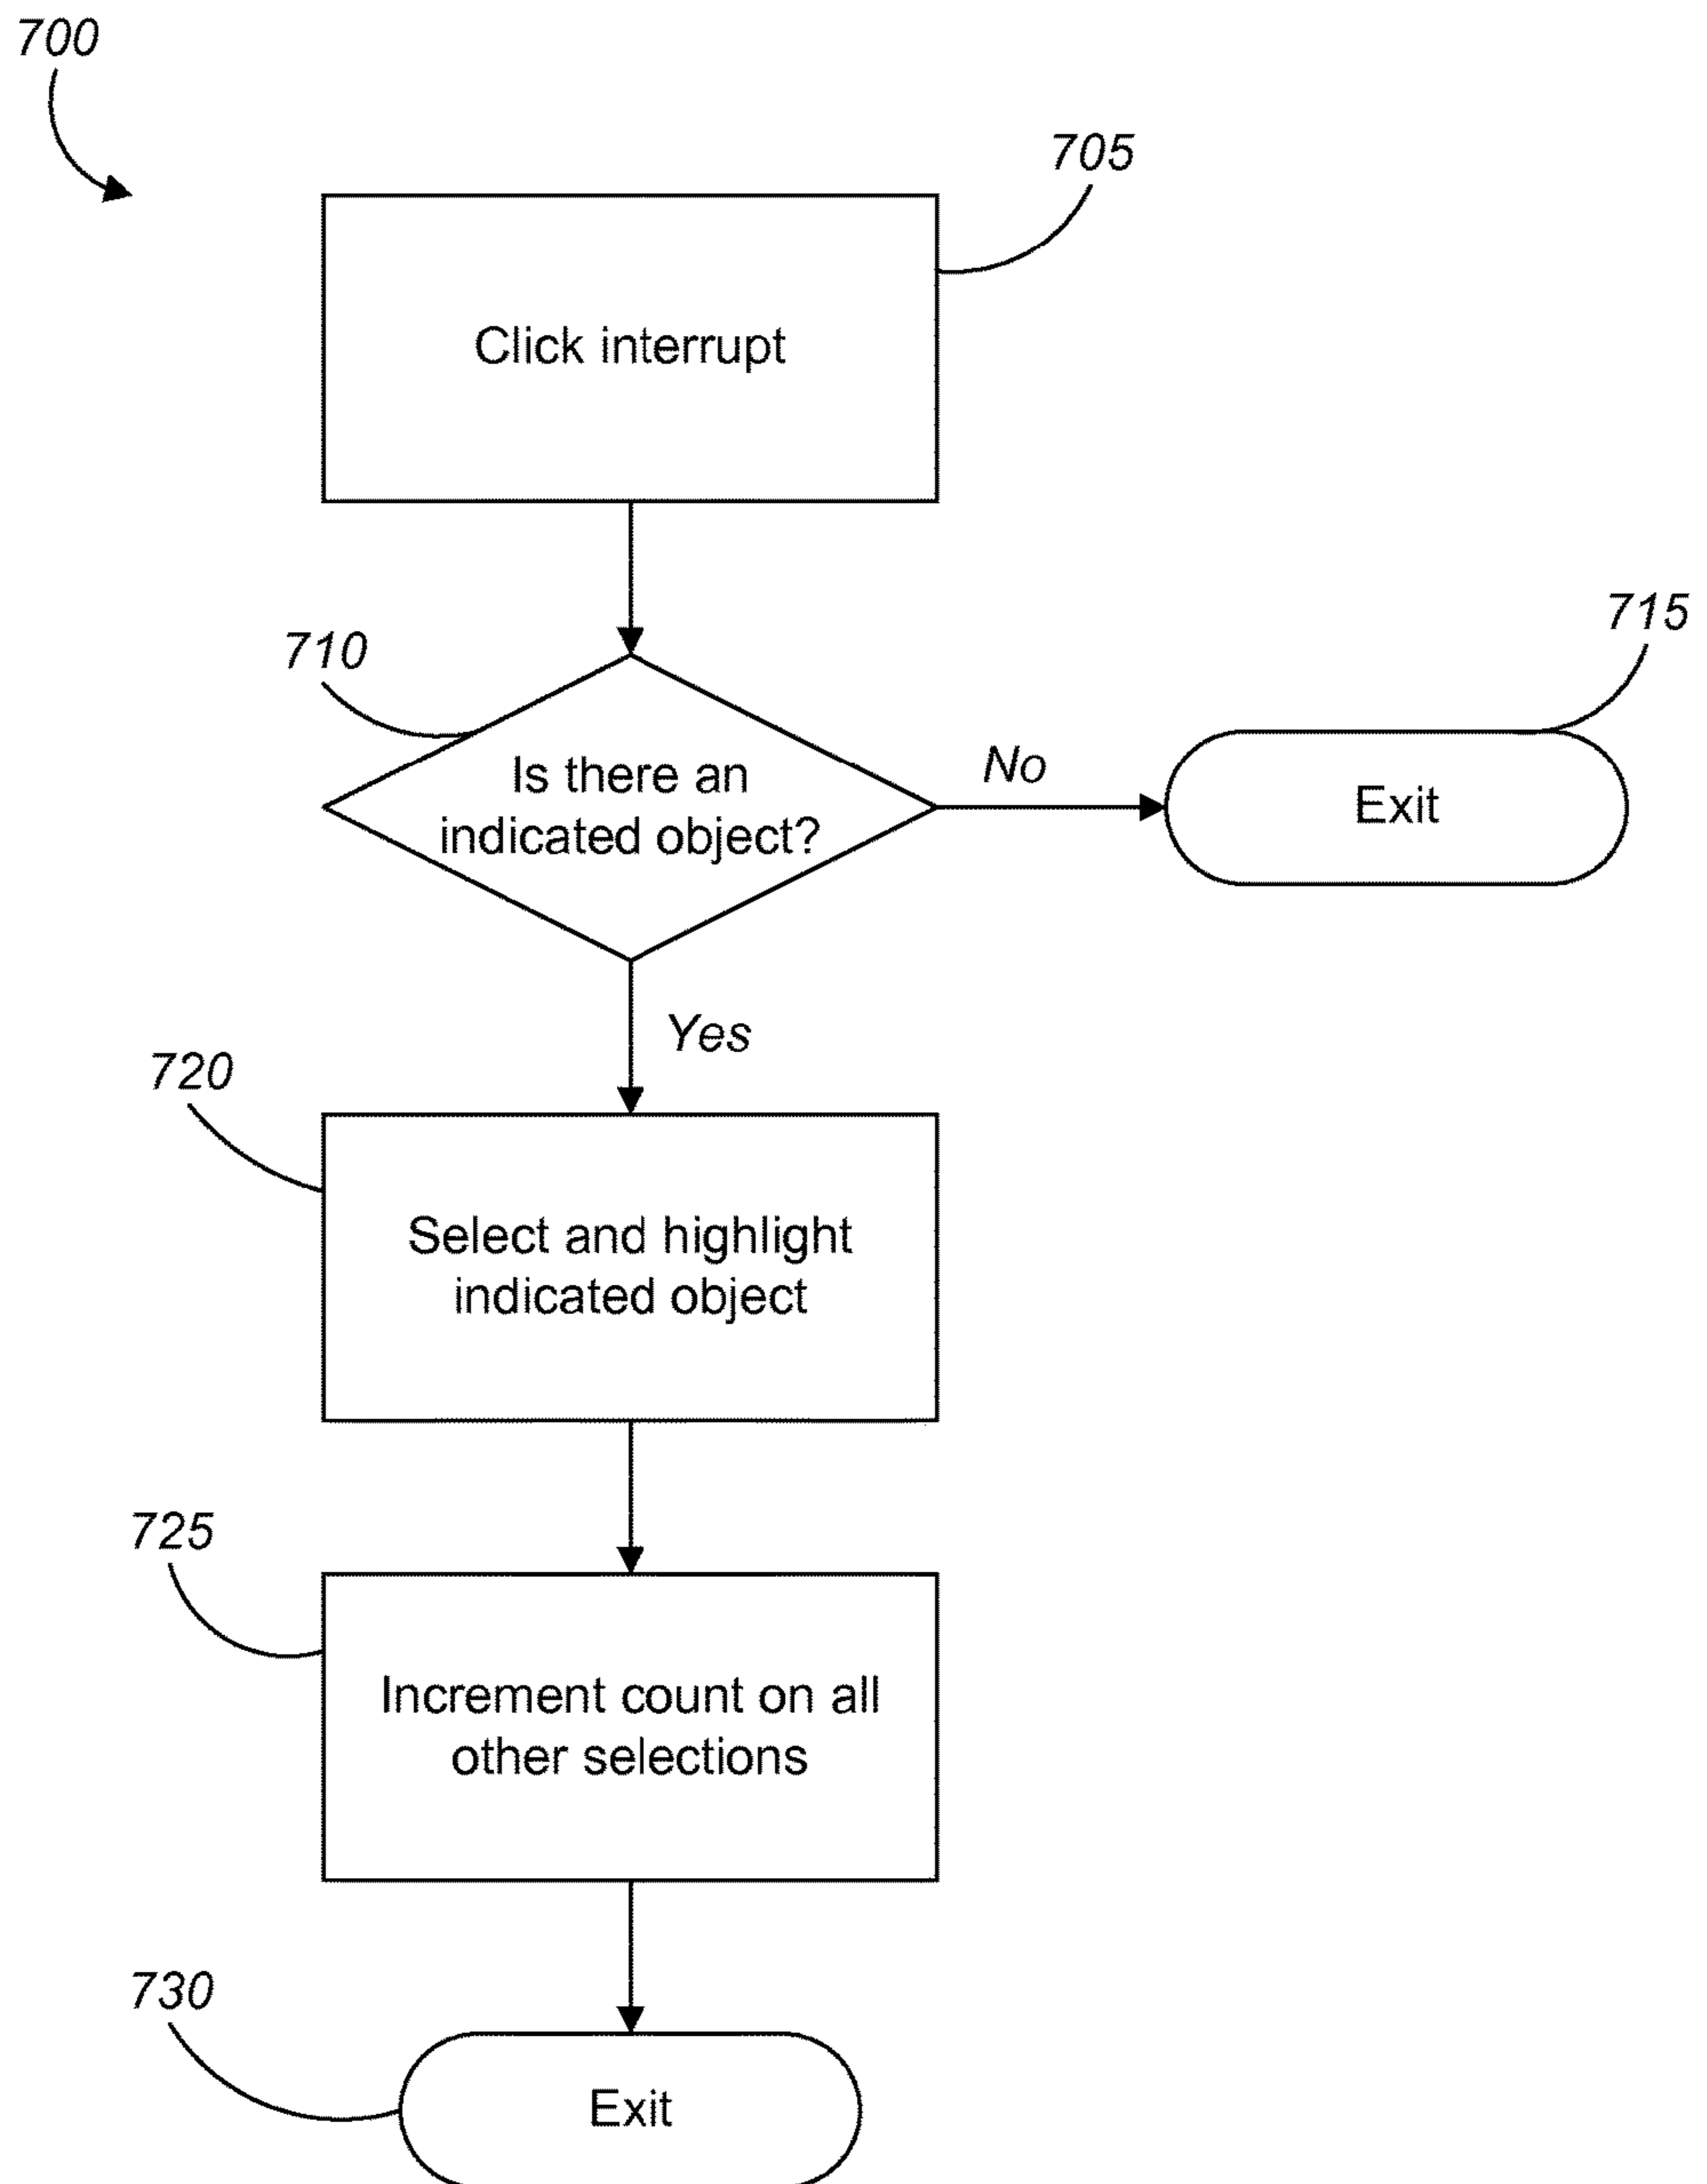 700
705
Click interrupt
710
715
Is there an
indicated object?
No
Exit
Yes
720
Select and highlight
indicated object
725
Increment count on all
other selections
730
Exit